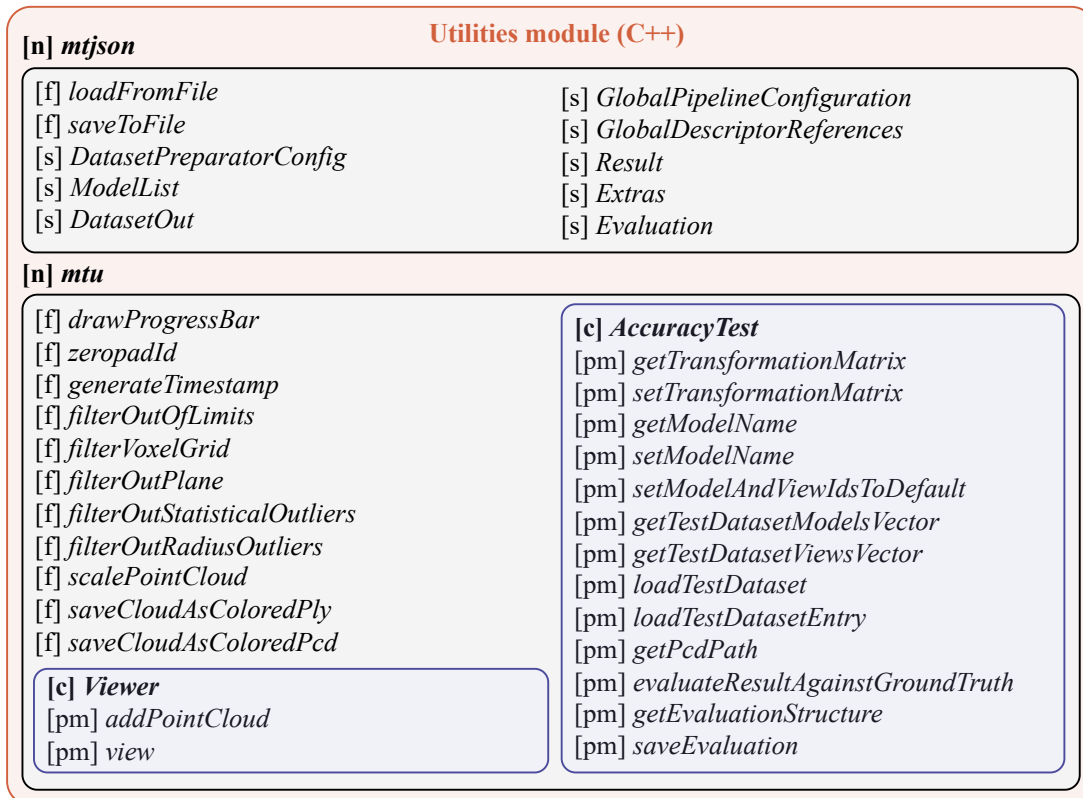 Utilities module (C++)
[n] mtjson
[f] loadFromFile
[f] saveToFile
[s] DatasetPreparatorConfig
[s] ModelList
[s] DatasetOut
[s] GlobalPipelineConfiguration
[s] GlobalDescriptorReferences
[s] Result
[s] Extras
[s] Evaluation
[n] mtu
[f] drawProgressBar
[f] zeropadId
[f] generateTimestamp
[f] filterOutOfLimits
[f] filterVoxelGrid
[f] filterOutPlane
[f] filterOutStatisticalOutliers
[f] filterOutRadiusOutliers
[f] scalePointCloud
[f] saveCloudAsColoredPly
[f] saveCloudAsColoredPcd
[c] Viewer
[pm] addPointCloud
[pm] view
[c] AccuracyTest
[pm] getTransformationMatrix
[pm] setTransformationMatrix
[pm] getModelName
[pm] setModelName
[pm] setModelAndViewIdsToDefault
[pm] getTestDatasetModelsVector
[pm] getTestDatasetViewsVector
[pm] loadTestDataset
[pm] loadTestDatasetEntry
[pm] getPcdPath
[pm] evaluateResultAgainstGroundTruth
[pm] getEvaluationStructure
[pm] saveEvaluation